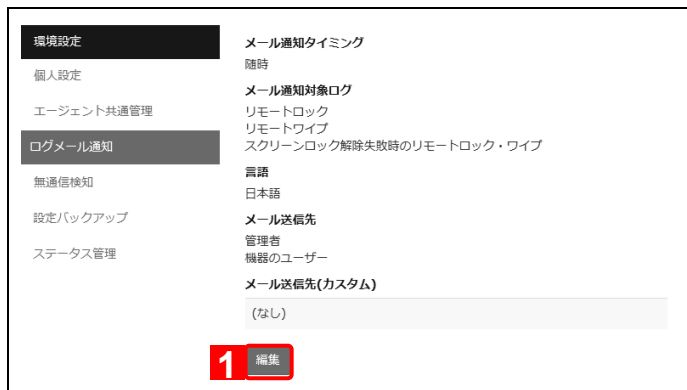 環境設定
個人設定
エージェント共通管理
ログメール通知
無通信検知
設定バックアップ
ステータス管理
メール通知タイミング
随時
メール通知対象ログ
リモートロック
リモートワイプ
スクリーンロック解除失敗時のリモートロック・ワイプ
言語
日本語
メール送信先
管理者
機器のユーザー
メール送信先(カスタム)
(なし)
1 編集